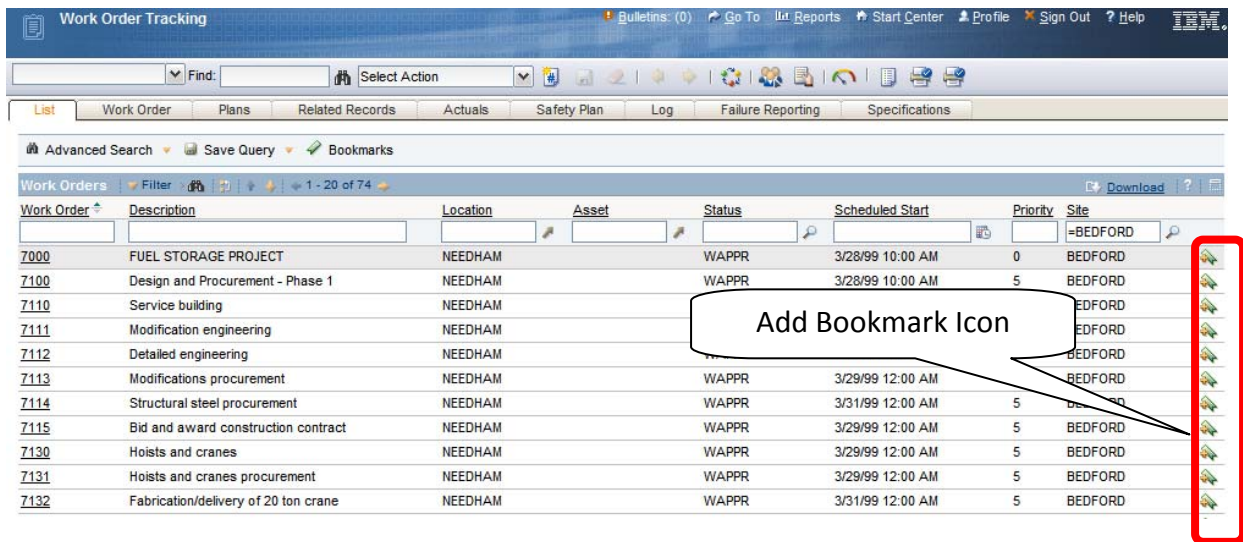 Work Order Tracking Bulletins: (0) Go To Reports Start Center Profile Sign Out ? Help IBM.
Find: Select Action
List Work Order Plans Related Records Actuals Safety Plan Log Failure Reporting Specifications
Advanced Search Save Query Bookmarks
Work Orders Filter 1 - 20 of 74 Download ?
Work Order Description Location Asset Status Scheduled Start Priority Site
=BEDFORD
7000 FUEL STORAGE PROJECT NEEDHAM WAPPR 3/28/99 10:00 AM 0 BEDFORD
7100 Design and Procurement - Phase 1 NEEDHAM WAPPR 3/28/99 10:00 AM 5 BEDFORD
7110 Service building NEEDHAM EDFORD
7111 Modification engineering NEEDHAM Add Bookmark Icon EDFORD
7112 Detailed engineering NEEDHAM BEDFORD
7113 Modifications procurement NEEDHAM WAPPR 3/29/99 12:00 AM BEDFORD
7114 Structural steel procurement NEEDHAM WAPPR 3/31/99 12:00 AM 5
7115 Bid and award construction contract NEEDHAM WAPPR 3/29/99 12:00 AM 5 BEDFORD
7130 Hoists and cranes NEEDHAM WAPPR 3/29/99 12:00 AM 5 BEDFORD
7131 Hoists and cranes procurement NEEDHAM WAPPR 3/29/99 12:00 AM 5 BEDFORD
7132 Fabrication/delivery of 20 ton crane NEEDHAM WAPPR 3/31/99 12:00 AM 5 BEDFORD